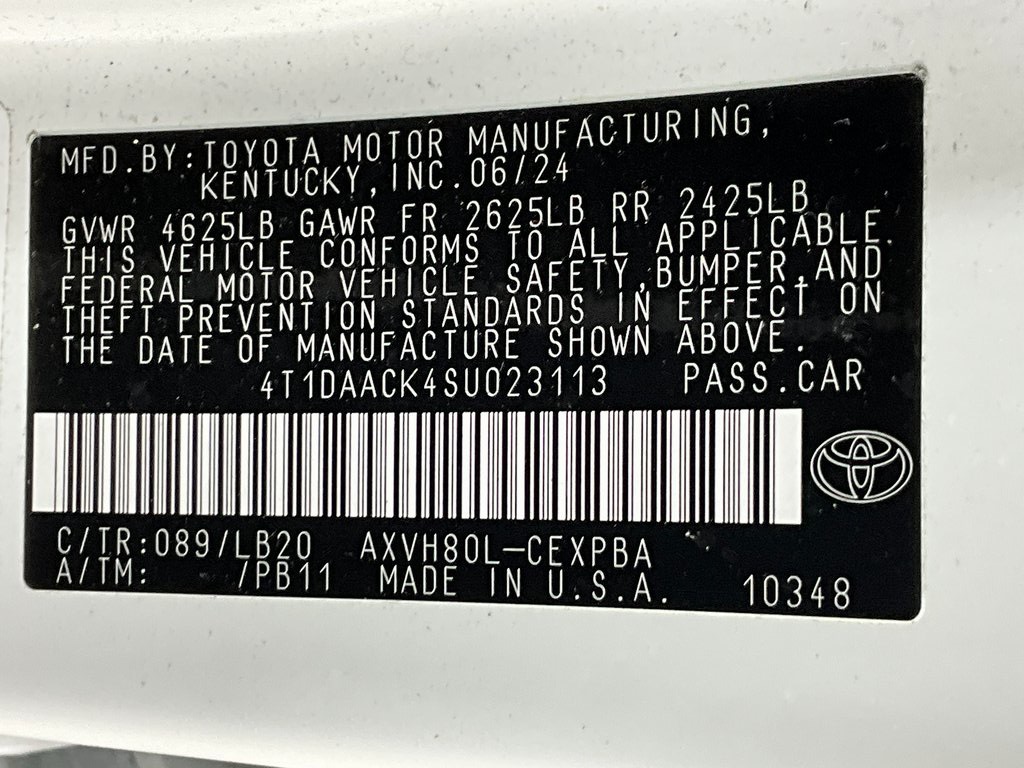 MFD.BY:TOYOTA MOTOR MANUFACTURING,
KENTUCKY,INC.06/24
GVWR 4625LB GAWR FR 2625LB RR 2425LB
THIS VEHICLE CONFORMS TO ALL APPLICABLE.
FEDERAL MOTOR VEHICLE SAFETY,BUMPER,AND
THEFT PREVENTION STANDARDS IN EFFECT ON
THE DATE OF MANUFACTURE SHOWN ABOVE.
4T1DAACK4SU023113 PASS.CAR
C/TR:089/LB20 AXVH80L-CEXPBA
A/TM: /PB11 MADE IN U.S.A. 10348